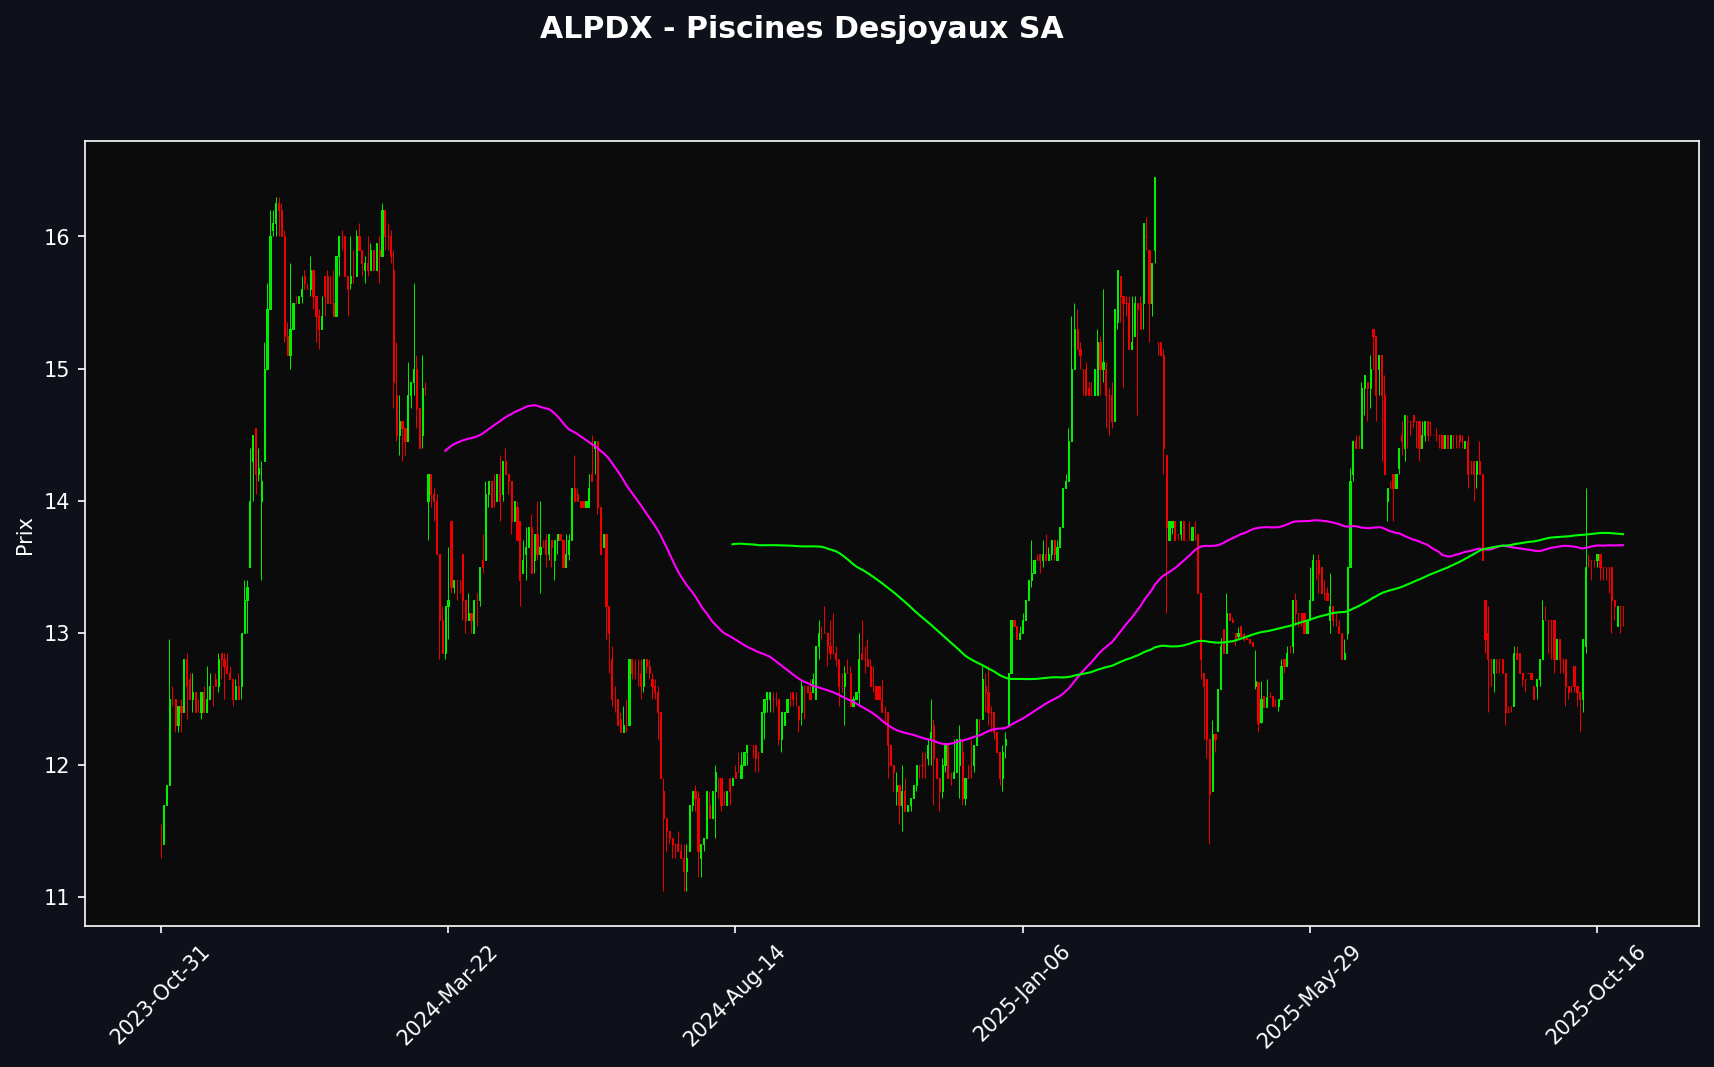 ALPDX - Piscines Desjoyaux SA
Prix
16
15
14
13
12
11
2023-Oct-31
2024-Mar-22
2024-Aug-14
2025-Jan-06
2025-May-29
2025-Oct-16